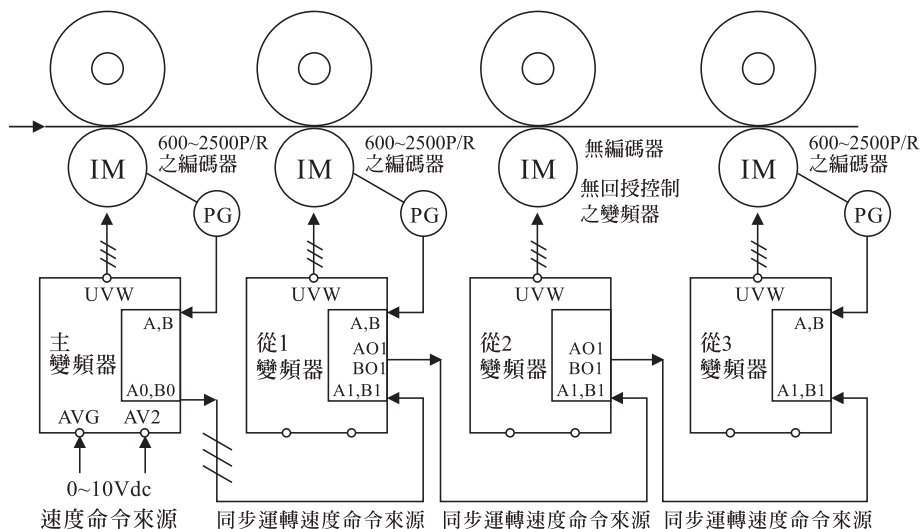 600~2500P/R
之編碼器
600~2500P/R
之編碼器
無編碼器
無回授控制
之變頻器
600~2500P/R
之編碼器
IM
PG
IM
PG
IM
IM
PG
UVW
A,B
主
變頻器
A0,B0
AVG
AV2
0~10Vdc
速度命令來源
UVW
A,B
從1
變頻器
AO1
BO1
A1,B1
同步運轉速度命令來源
UVW
從2
變頻器
AO1
BO1
A1,B1
同步運轉速度命令來源
UVW
A,B
從3
變頻器
A1,B1
同步運轉速度命令來源